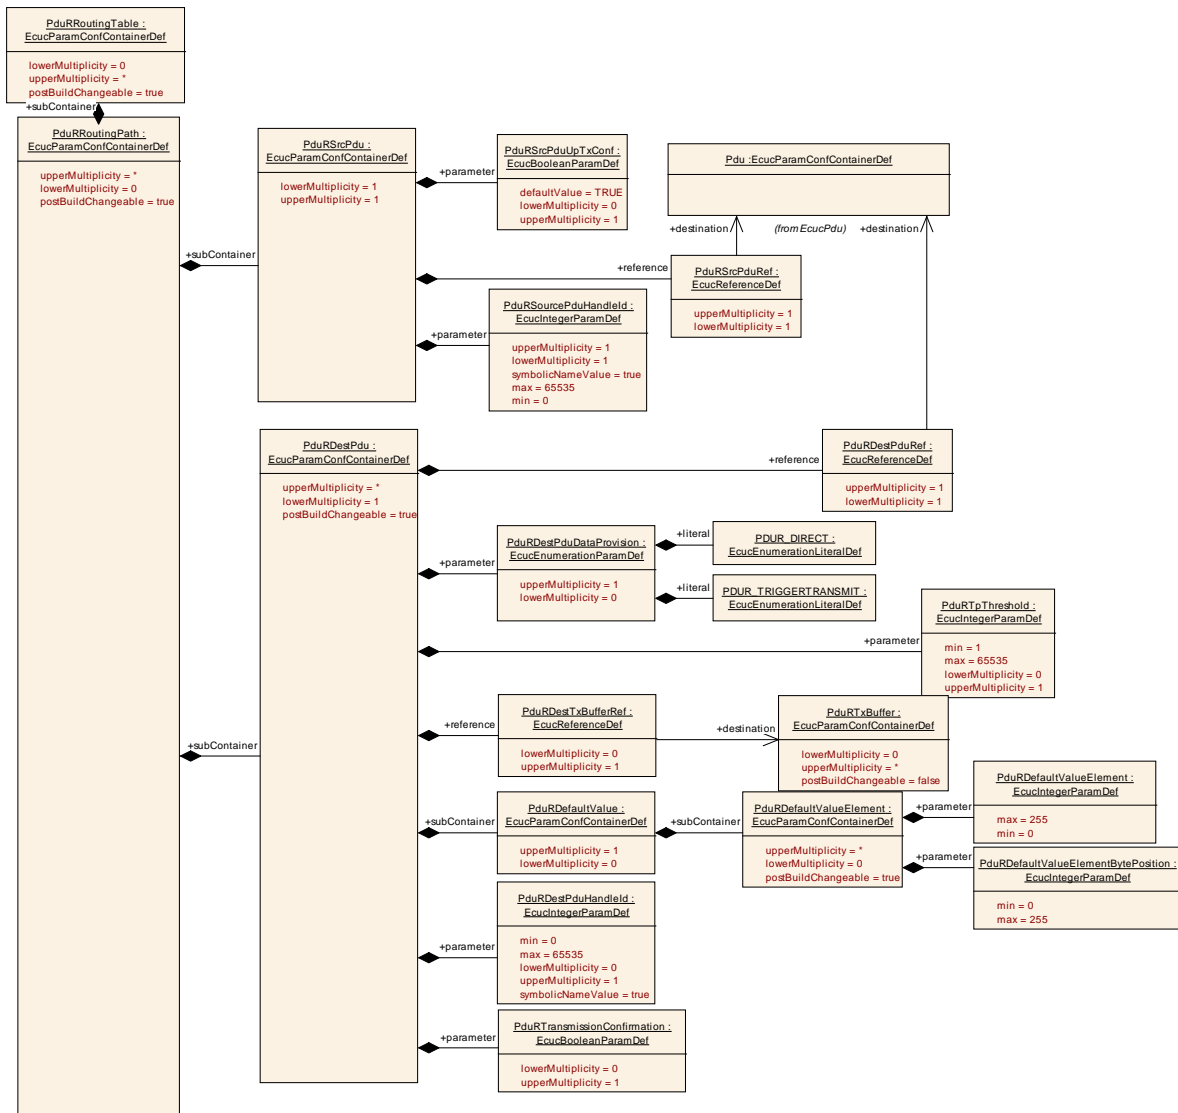 PduRRoutingTable :
EcucParamConfContainerDef
lowerMultiplicity = 0
upperMultiplicity = *
postBuildChangeable = true
+subContainer
PduRRoutingPath :
EcucParamConfContainerDef
upperMultiplicity = *
lowerMultiplicity = 0
postBuildChangeable = true
+subContainer
PduRSrcPdu :
EcucParamConfContainerDef
lowerMultiplicity = 1
upperMultiplicity = 1
+parameter
PduRSrcPduUpTxConf :
EcucBooleanParamDef
defaultValue = TRUE
lowerMultiplicity = 0
upperMultiplicity = 1
Pdu :EcucParamConfContainerDef
+destination
(from EcucPdu)
+destination
+reference
PduRSrcPduRef :
EcucReferenceDef
upperMultiplicity = 1
lowerMultiplicity = 1
+parameter
PduRSourcePduHandleId :
EcucIntegerParamDef
upperMultiplicity = 1
lowerMultiplicity = 1
symbolicNameValue = true
max = 65535
min = 0
+subContainer
PduRDestPdu :
EcucParamConfContainerDef
upperMultiplicity = *
lowerMultiplicity = 1
postBuildChangeable = true
+reference
PduRDestPduRef :
EcucReferenceDef
upperMultiplicity = 1
lowerMultiplicity = 1
+parameter
PduRDestPduDataProvision :
EcucEnumerationParamDef
upperMultiplicity = 1
lowerMultiplicity = 0
+literal
PDUR_DIRECT :
EcucEnumerationLiteralDef
+literal
PDUR_TRIGGERTRANSMIT :
EcucEnumerationLiteralDef
+parameter
PduRTpThreshold :
EcucIntegerParamDef
min = 1
max = 65535
lowerMultiplicity = 0
upperMultiplicity = 1
+reference
PduRDestTxBufferRef :
EcucReferenceDef
lowerMultiplicity = 0
upperMultiplicity = 1
+destination
PduRTxBuffer :
EcucParamConfContainerDef
lowerMultiplicity = 0
upperMultiplicity = *
postBuildChangeable = false
+subContainer
PduRDefaultValue :
EcucParamConfContainerDef
upperMultiplicity = 1
lowerMultiplicity = 0
+subContainer
PduRDefaultValueElement :
EcucParamConfContainerDef
upperMultiplicity = *
lowerMultiplicity = 0
postBuildChangeable = true
+parameter
PduRDefaultValueElement :
EcucIntegerParamDef
max = 255
min = 0
+parameter
PduRDefaultValueElementBytePosition :
EcucIntegerParamDef
min = 0
max = 255
+parameter
PduRDestPduHandleId :
EcucIntegerParamDef
min = 0
max = 65535
lowerMultiplicity = 0
upperMultiplicity = 1
symbolicNameValue = true
+parameter
PduRTransmissionConfirmation :
EcucBooleanParamDef
lowerMultiplicity = 0
upperMultiplicity = 1